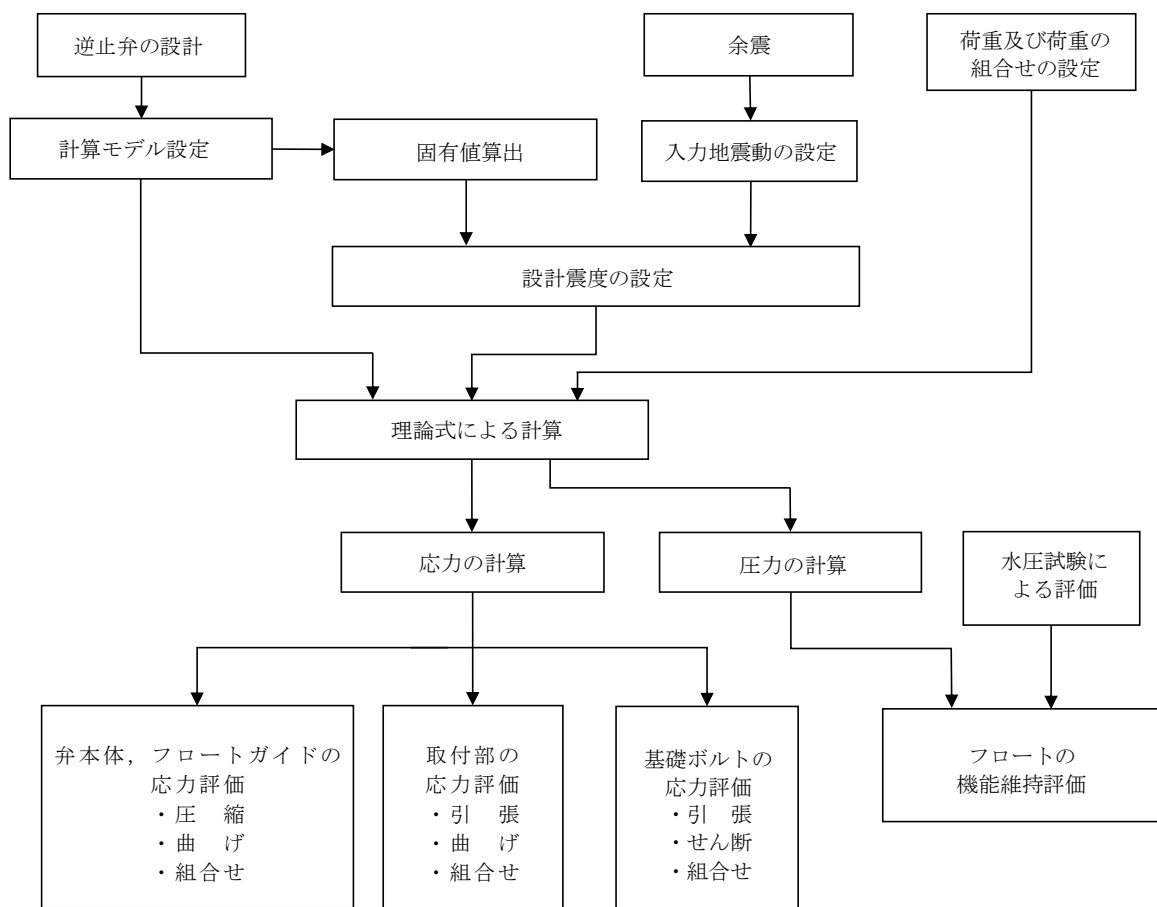 逆止弁の設計
余震
荷重及び荷重の
組合せの設定
計算モデル設定
固有値算出
入力地震動の設定
設計震度の設定
理論式による計算
応力の計算
圧力の計算
水圧試験に
よる評価
弁本体，フロートガイドの
応力評価
・圧　縮
・曲　げ
・組合せ
取付部の
応力評価
・引　張
・曲　げ
・組合せ
基礎ボルトの
応力評価
・引　張
・せん断
・組合せ
フロートの
機能維持評価